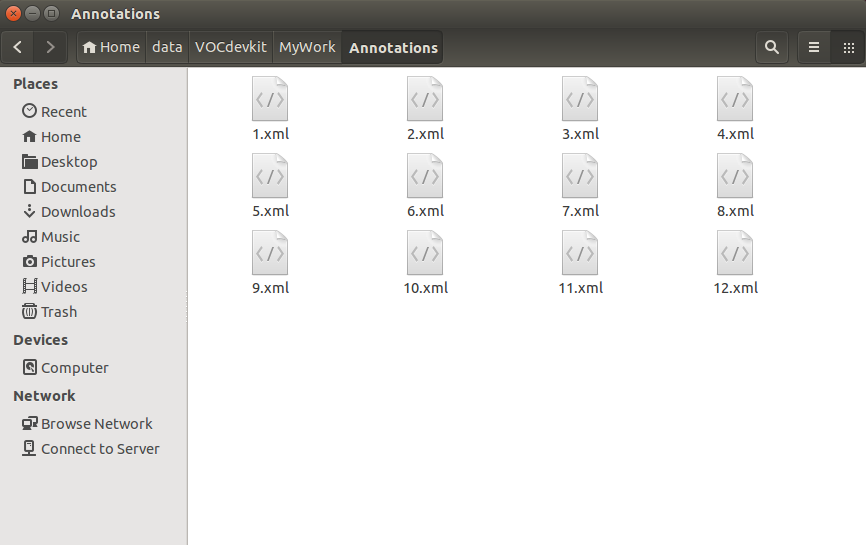 Annotations
Home data VOCdevkit MyWork Annotations
Places
Recent
Home
Desktop
Documents
Downloads
Music
Pictures
Videos
Trash
Devices
Computer
Network
Browse Network
Connect to Server
1.xml 2.xml 3.xml 4.xml
5.xml 6.xml 7.xml 8.xml
9.xml 10.xml 11.xml 12.xml